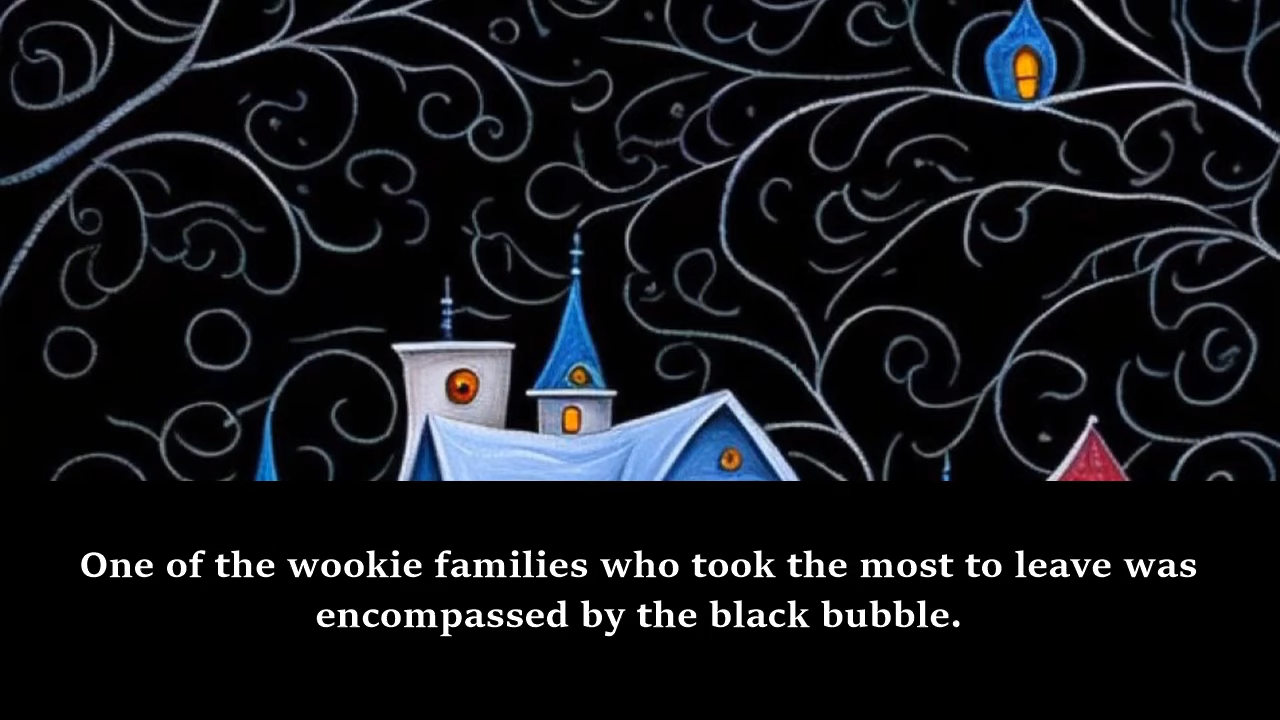 One of the wookie families who took the most to leave was
encompassed by the black bubble.